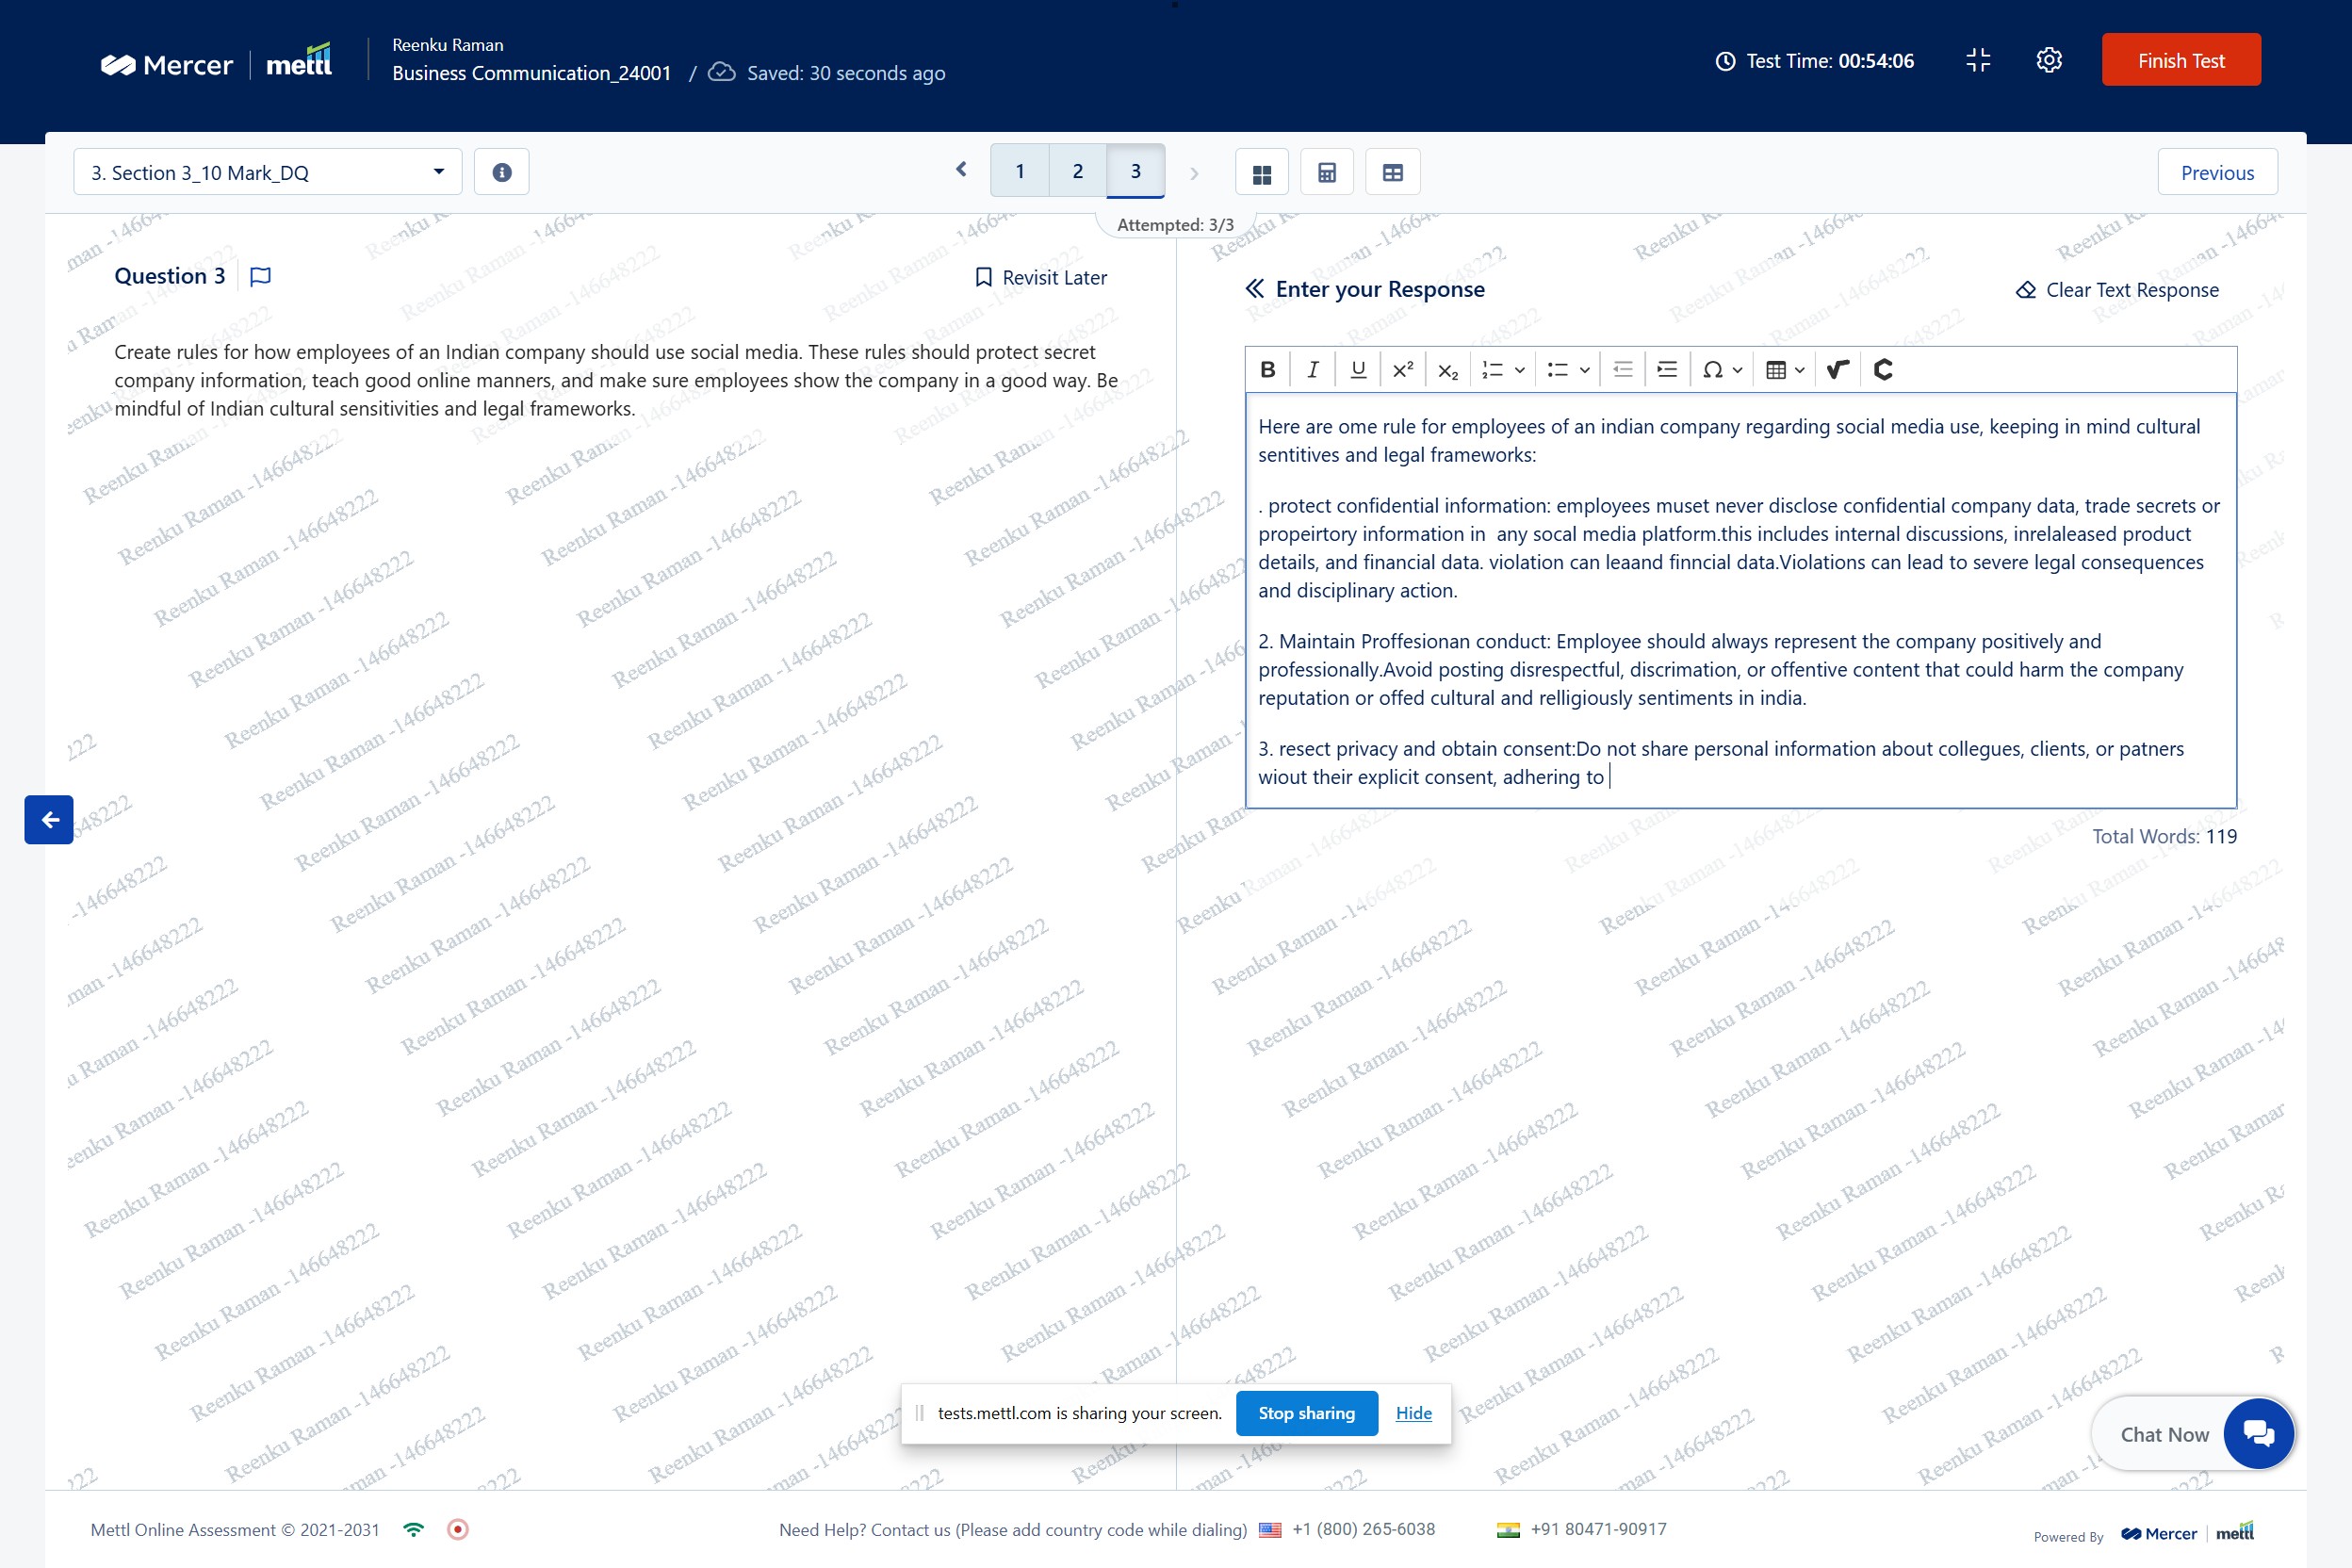 Mercer | mettl
Reenku Raman
Business Communication_24001 / Saved: 30 seconds ago
Test Time: 00:54:06
Finish Test
3. Section 3_10 Mark_DQ
1 2 3
Previous
Attempted: 3/3
Question 3
Revisit Later
Create rules for how employees of an Indian company should use social media. These rules should protect secret
company information, teach good online manners, and make sure employees show the company in a good way. Be
mindful of Indian cultural sensitivities and legal frameworks.
Enter your Response
Clear Text Response
Here are ome rule for employees of an indian company regarding social media use, keeping in mind cultural
sentitives and legal frameworks:
. protect confidential information: employees muset never disclose confidential company data, trade secrets or
propeirtory information in  any socal media platform.this includes internal discussions, inrelaleased product
details, and financial data. violation can leaand finncial data.Violations can lead to severe legal consequences
and disciplinary action.
2. Maintain Proffesionan conduct: Employee should always represent the company positively and
professionally.Avoid posting disrespectful, discrimation, or offentive content that could harm the company
reputation or offed cultural and relligiously sentiments in india.
3. resect privacy and obtain consent:Do not share personal information about collegues, clients, or patners
wiout their explicit consent, adhering to
Total Words: 119
Reenku Raman -146648222
tests.mettl.com is sharing your screen.
Stop sharing
Hide
Chat Now
Mettl Online Assessment © 2021-2031
Need Help? Contact us (Please add country code while dialing) +1 (800) 265-6038
+91 80471-90917
Powered By Mercer | mettl